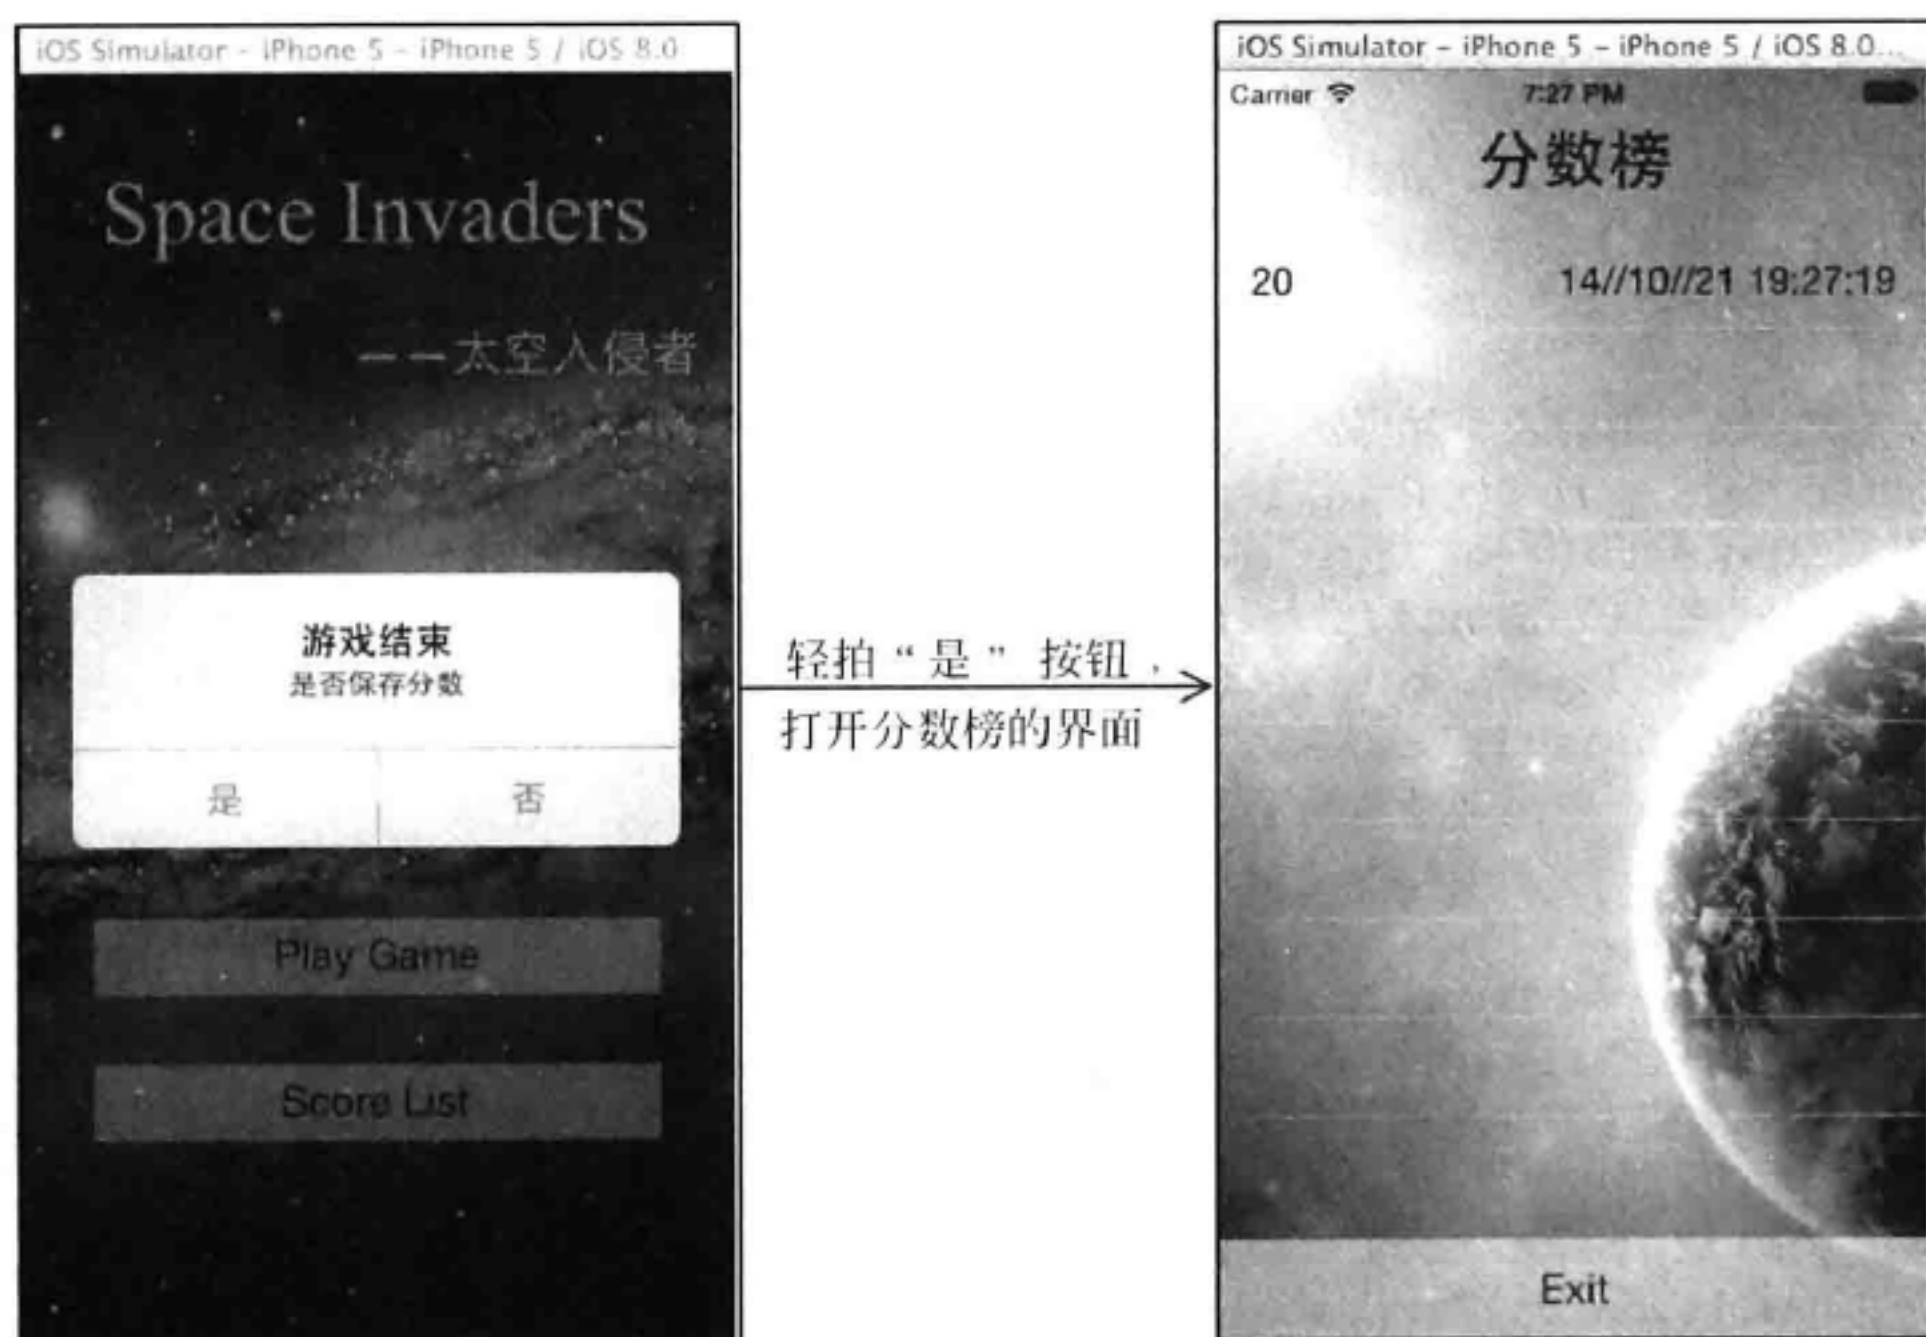 iOS Simulator - iPhone 5 - iPhone 5 / iOS 8.0
Space Invaders
——太空入侵者
游戏结束
是否保存分数
是 否
Play Game
Score List
轻拍“是”按钮，
打开分数榜的界面
iOS Simulator - iPhone 5 - iPhone 5 / iOS 8.0...
Carrier 7:27 PM
分数榜
20 14//10//21 19:27:19
Exit